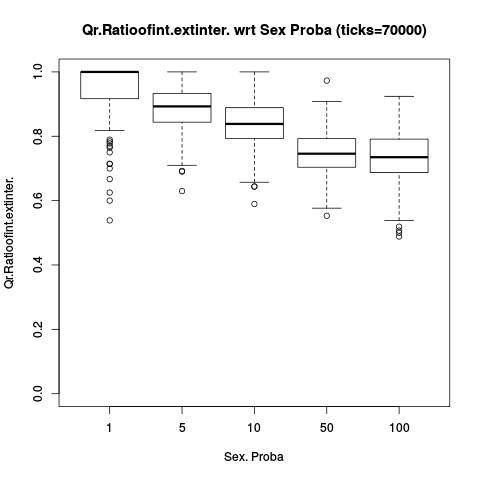 Qr.Ratioofint.extinter. wrt Sex Proba (ticks=70000)
Qr.Ratioofint.extinter.
1.0
0.8
0.6
0.4
0.2
0.0
1 5 10 50 100
Sex. Proba